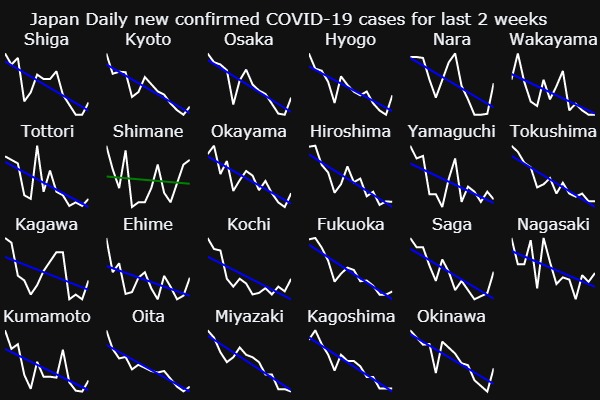 Japan Daily new confirmed COVID-19 cases for last 2 weeks
Shiga Kyoto Osaka Hyogo Nara Wakayama
Tottori Shimane Okayama Hiroshima Yamaguchi Tokushima
Kagawa Ehime Kochi Fukuoka Saga Nagasaki
Kumamoto Oita Miyazaki Kagoshima Okinawa